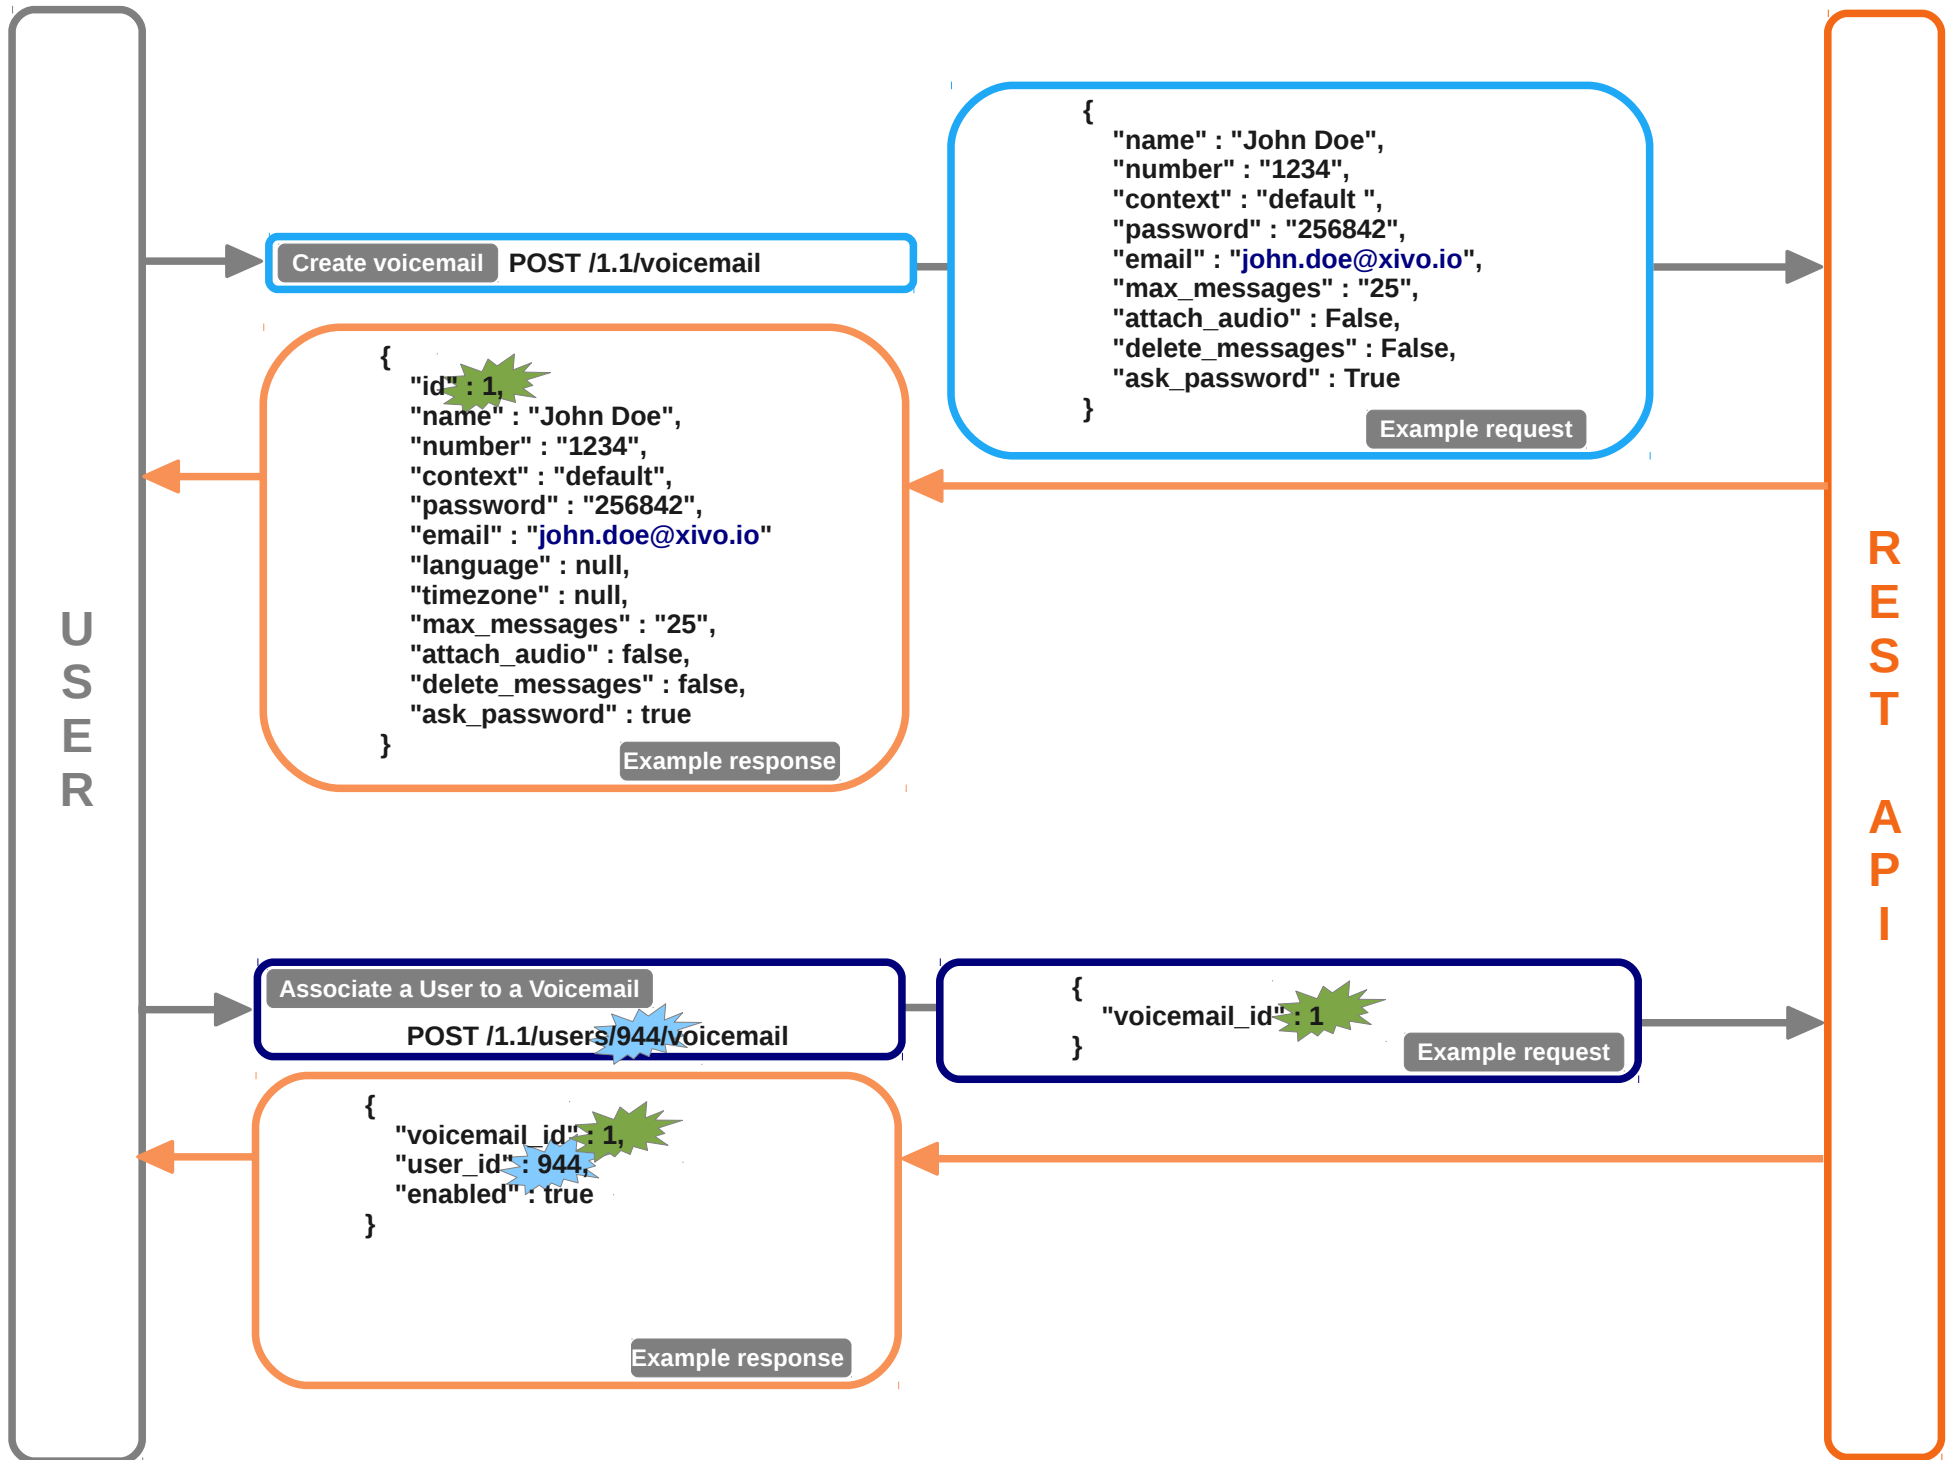 USER
Create voicemail POST /1.1/voicemail
{
"name" : "John Doe",
"number" : "1234",
"context" : "default ",
"password" : "256842",
"email" : "john.doe@xivo.io",
"max_messages" : "25",
"attach_audio" : False,
"delete_messages" : False,
"ask_password" : True
}
Example request
{
"id" : 1,
"name" : "John Doe",
"number" : "1234",
"context" : "default",
"password" : "256842",
"email" : "john.doe@xivo.io"
"language" : null,
"timezone" : null,
"max_messages" : "25",
"attach_audio" : false,
"delete_messages" : false,
"ask_password" : true
}
Example response
Associate a User to a Voicemail
POST /1.1/users/944/voicemail
{
"voicemail_id" : 1
}
Example request
{
"voicemail_id" : 1,
"user_id" : 944,
"enabled" : true
}
Example response
REST API